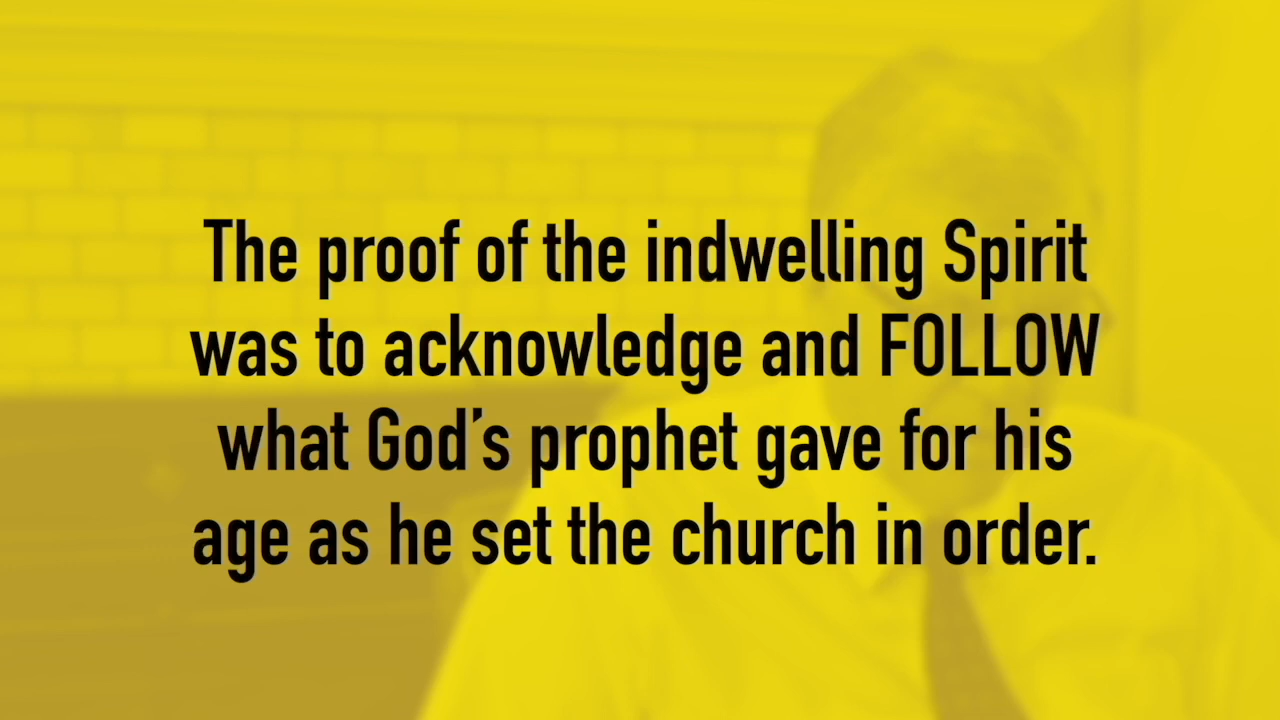 The proof of the indwelling Spirit
was to acknowledge and FOLLOW
what God's prophet gave for his
age as he set the church in order.